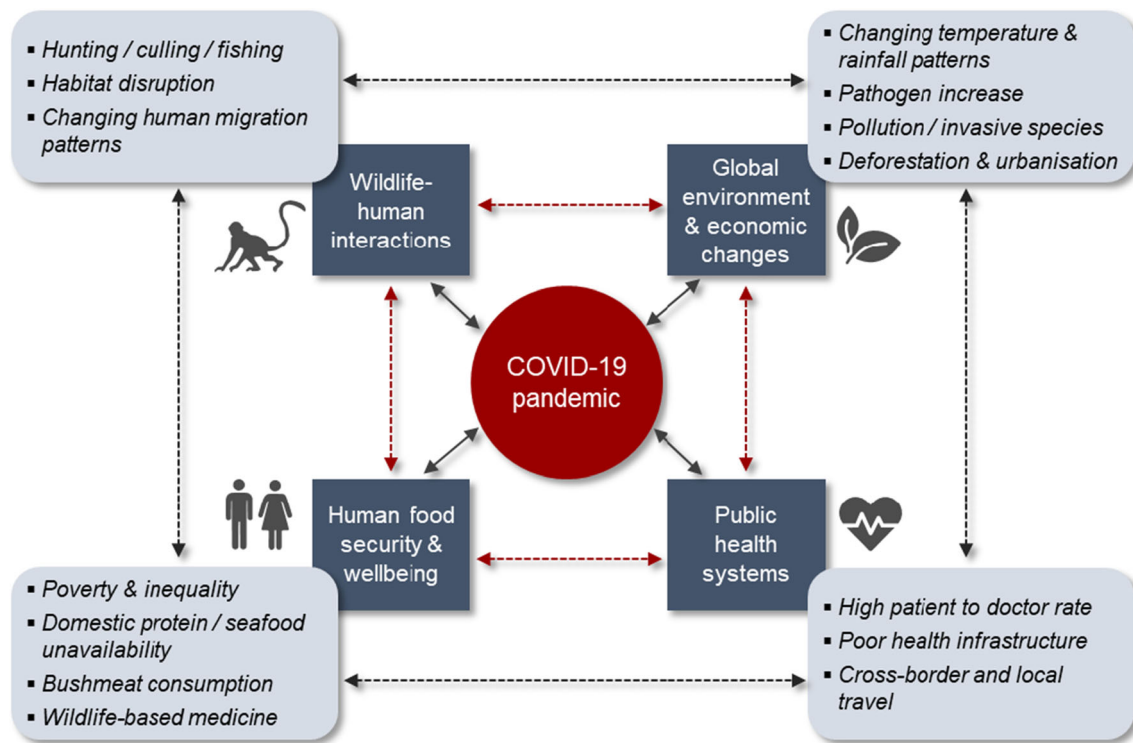 ▪ Hunting / culling / fishing
▪ Habitat disruption
▪ Changing human migration
patterns
▪ Changing temperature &
rainfall patterns
▪ Pathogen increase
▪ Pollution / invasive species
▪ Deforestation & urbanisation
Wildlife-
human
interactions
Global
environment
& economic
changes
COVID-19
pandemic
Human food
security &
wellbeing
Public
health
systems
▪ Poverty & inequality
▪ Domestic protein / seafood
unavailability
▪ Bushmeat consumption
▪ Wildlife-based medicine
▪ High patient to doctor rate
▪ Poor health infrastructure
▪ Cross-border and local
travel